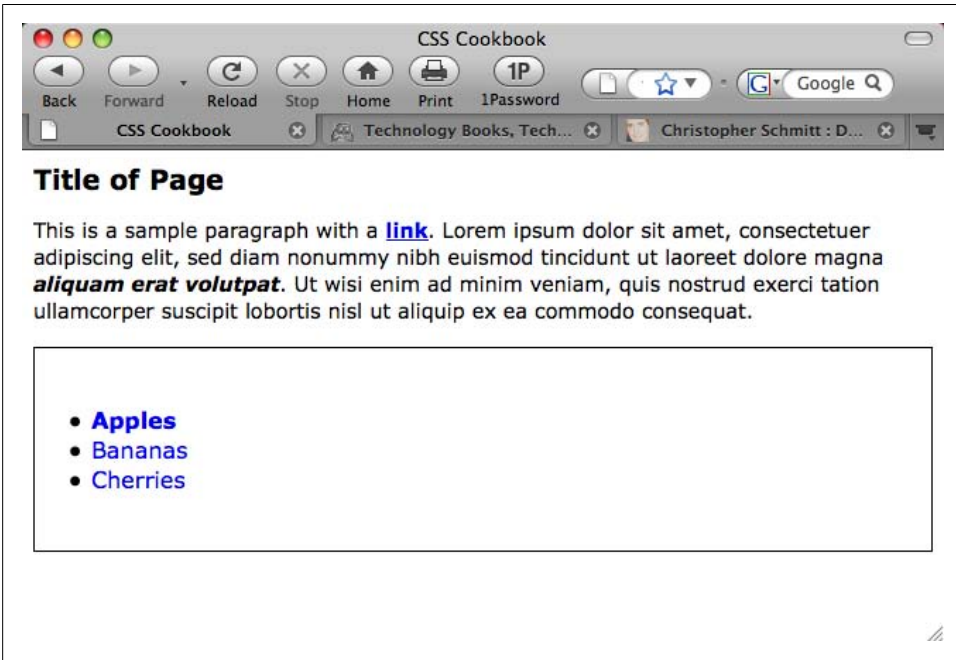 CSS Cookbook
1P
Google
Back Forward Reload Stop Home Print 1Password
CSS Cookbook Technology Books, Tech... Christopher Schmitt : D...
Title of Page
This is a sample paragraph with a link. Lorem ipsum dolor sit amet, consectetuer
adipiscing elit, sed diam nonummy nibh euismod tincidunt ut laoreet dolore magna
aliquam erat volutpat. Ut wisi enim ad minim veniam, quis nostrud exerci tation
ullamcorper suscipit lobortis nisl ut aliquip ex ea commodo consequat.
• Apples
• Bananas
• Cherries